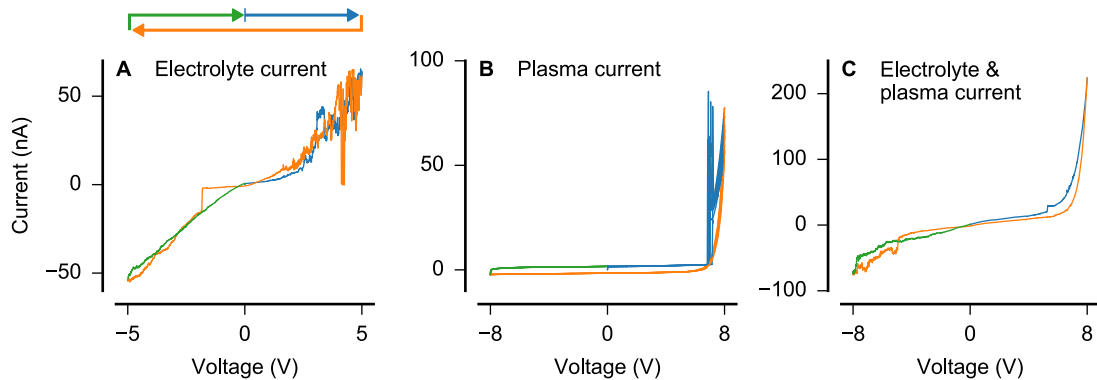 A Electrolyte current
B Plasma current
C Electrolyte &
plasma current
Current (nA)
50
0
−50
100
50
0
200
100
0
−100
−5 0 5
−8 0 8
−8 0 8
Voltage (V)
Voltage (V)
Voltage (V)